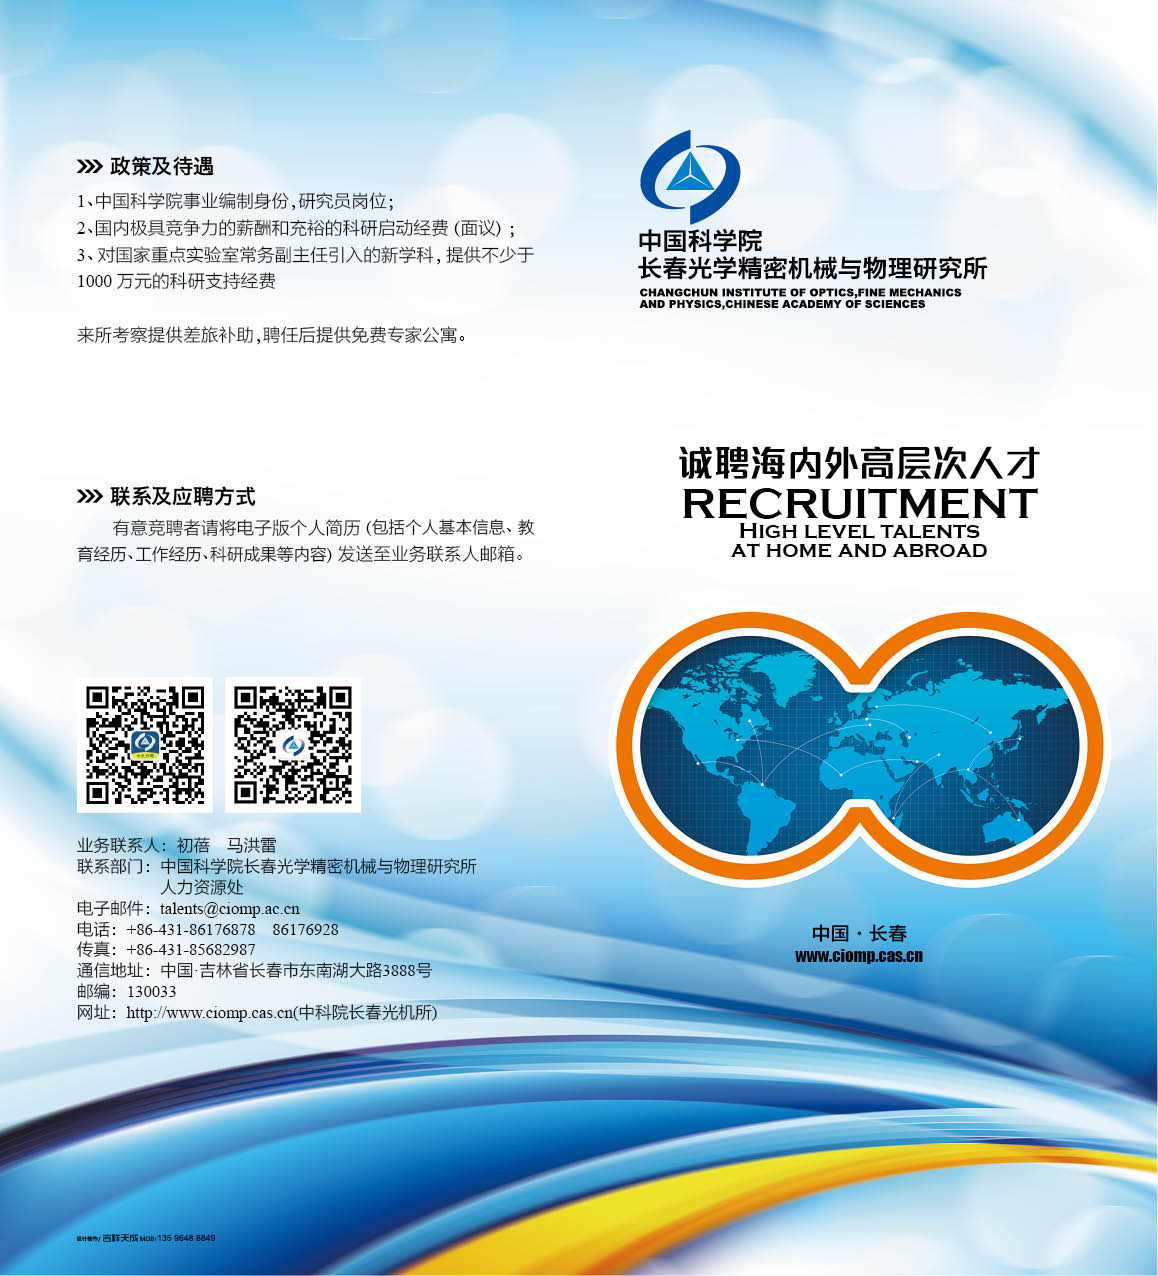 政策及待遇
1、中国科学院事业编制身份,研究员岗位;
2、国内极具竞争力的薪酬和充裕的科研启动经费 (面议) ;
3、对国家重点实验室常务副主任引入的新学科, 提供不少于
1000 万元的科研支持经费
来所考察提供差旅补助,聘任后提供免费专家公寓。
联系及应聘方式
有意竞聘者请将电子版个人简历 (包括个人基本信息、教
育经历、工作经历、科研成果等内容) 发送至业务联系人邮箱。
业务联系人：初蓓 马洪雷
联系部门：中国科学院长春光学精密机械与物理研究所
人力资源处
电子邮件：talents@ciomp.ac.cn
电话：+86-431-86176878 86176928
传真：+86-431-85682987
通信地址：中国·吉林省长春市东南湖大路3888号
邮编：130033
网址：http://www.ciomp.cas.cn(中科院长春光机所)
设计制作/ 吉祥天成 MOB:135 9648 8849
中国科学院
长春光学精密机械与物理研究所
CHANGCHUN INSTITUTE OF OPTICS,FINE MECHANICS
AND PHYSICS,CHINESE ACADEMY OF SCIENCES
诚聘海内外高层次人才
RECRUITMENT
HIGH LEVEL TALENTS
AT HOME AND ABROAD
中国·长春
www.ciomp.cas.cn